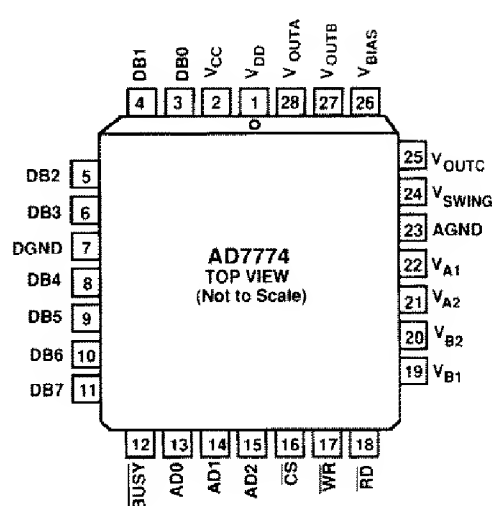 DB1 DB0 VCC VDD VOUTA VOUTB VBIAS
4 3 2 1 28 27 26
DB2 5
DB3 6
DGND 7
DB4 8
DB5 9
DB6 10
DB7 11
AD7774
TOP VIEW
(Not to Scale)
25 VOUTC
24 VSWING
23 AGND
22 VA1
21 VA2
20 VB2
19 VB1
12 13 14 15 16 17 18
BUSY AD0 AD1 AD2 CS WR RD